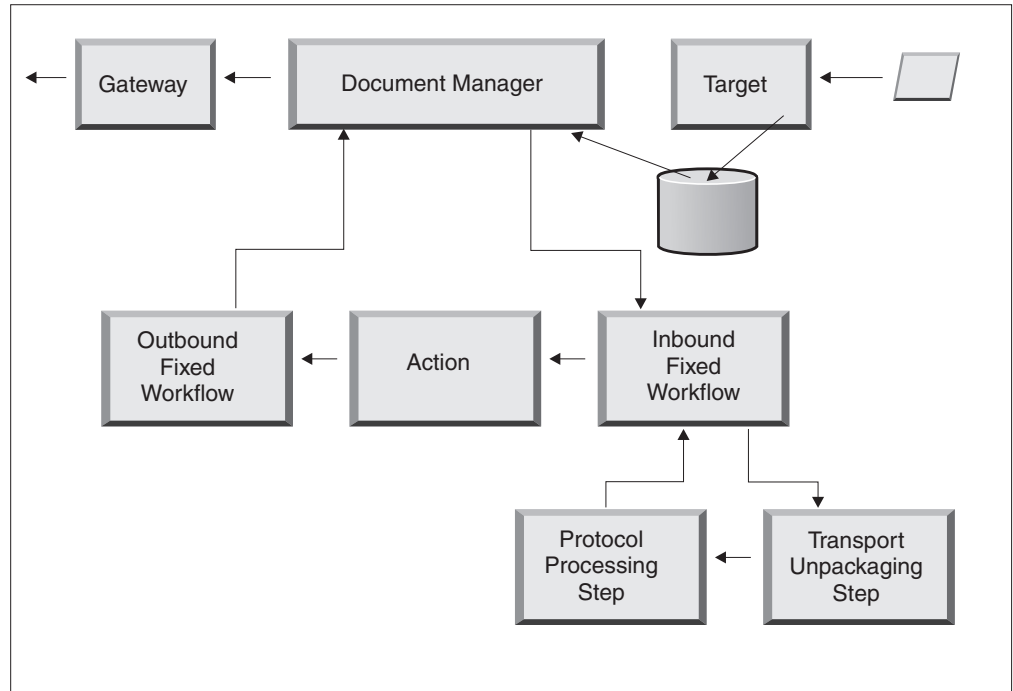 Gateway
Document Manager
Target
Outbound
Fixed
Workflow
Action
Inbound
Fixed
Workflow
Protocol
Processing
Step
Transport
Unpackaging
Step